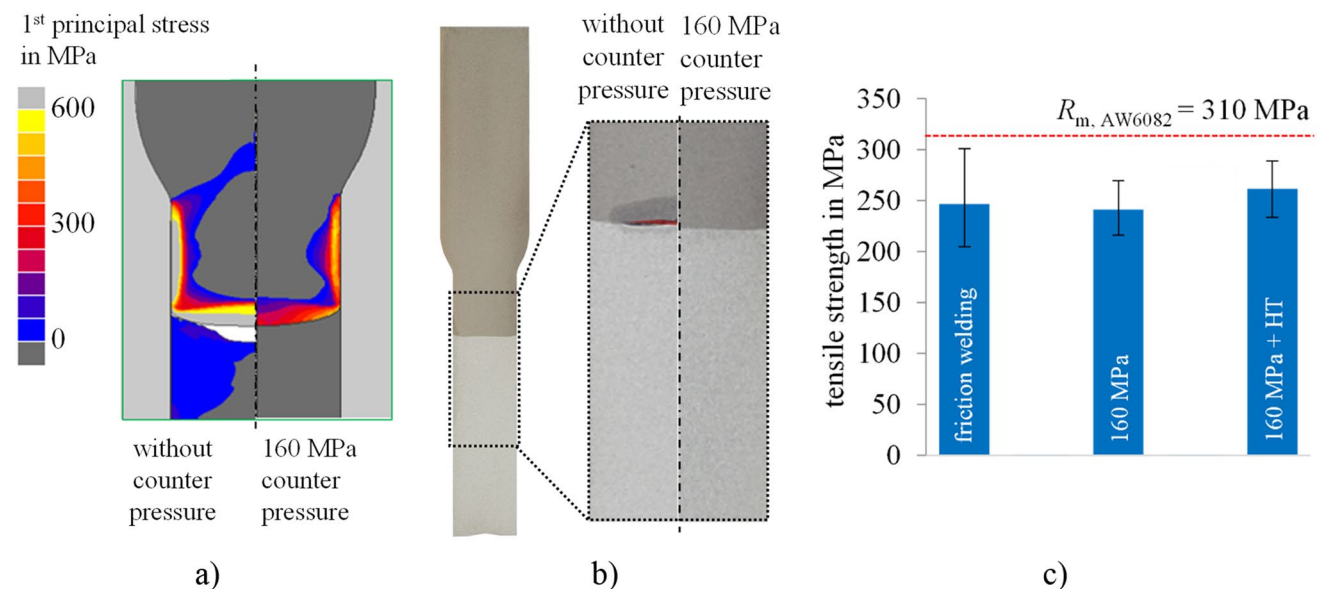 1st principal stress
in MPa
600
300
0
without
counter
pressure
160 MPa
counter
pressure
a)
without
counter
pressure
160 MPa
counter
pressure
b)
tensile strength in MPa
350
300
250
200
150
100
50
0
Rm, AW6082 = 310 MPa
friction welding
160 MPa
160 MPa + HT
c)